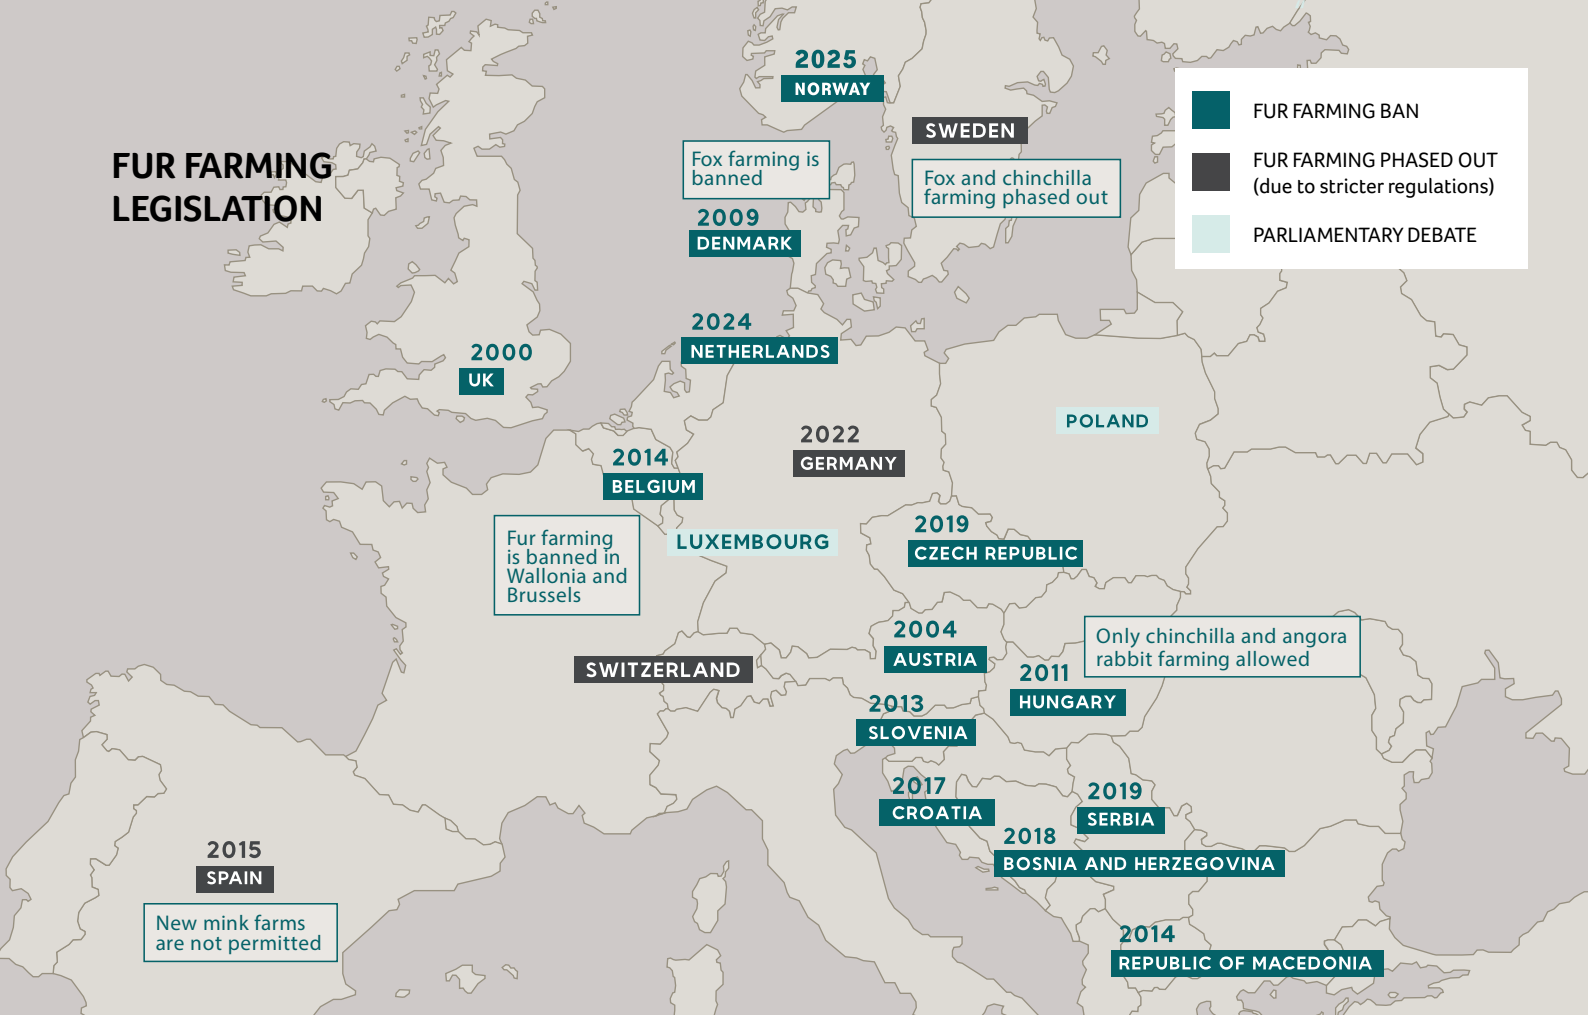 FUR FARMING
LEGISLATION
FUR FARMING BAN
FUR FARMING PHASED OUT
(due to stricter regulations)
PARLIAMENTARY DEBATE
2025
NORWAY
SWEDEN
Fox and chinchilla
farming phased out
Fox farming is
banned
2009
DENMARK
2024
NETHERLANDS
2000
UK
POLAND
2022
GERMANY
2014
BELGIUM
Fur farming
is banned in
Wallonia and
Brussels
LUXEMBOURG
2019
CZECH REPUBLIC
2004
AUSTRIA
Only chinchilla and angora
rabbit farming allowed
2011
HUNGARY
SWITZERLAND
2013
SLOVENIA
2017
CROATIA
2019
SERBIA
2018
BOSNIA AND HERZEGOVINA
2015
SPAIN
New mink farms
are not permitted
2014
REPUBLIC OF MACEDONIA